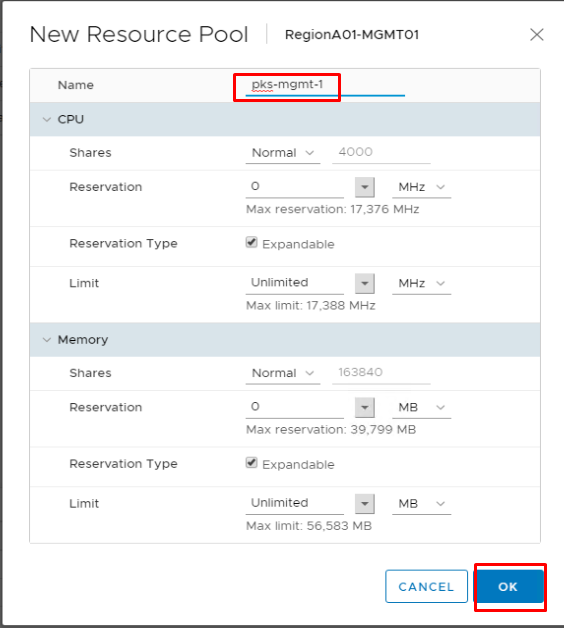 New Resource Pool RegionA01-MGMT01
Name pks-mgmt-1
CPU
Shares Normal 4000
Reservation 0 MHz
Max reservation: 17,376 MHz
Reservation Type Expandable
Limit Unlimited MHz
Max limit: 17,388 MHz
Memory
Shares Normal 163840
Reservation 0 MB
Max reservation: 39,799 MB
Reservation Type Expandable
Limit Unlimited MB
Max limit: 56,583 MB
CANCEL OK